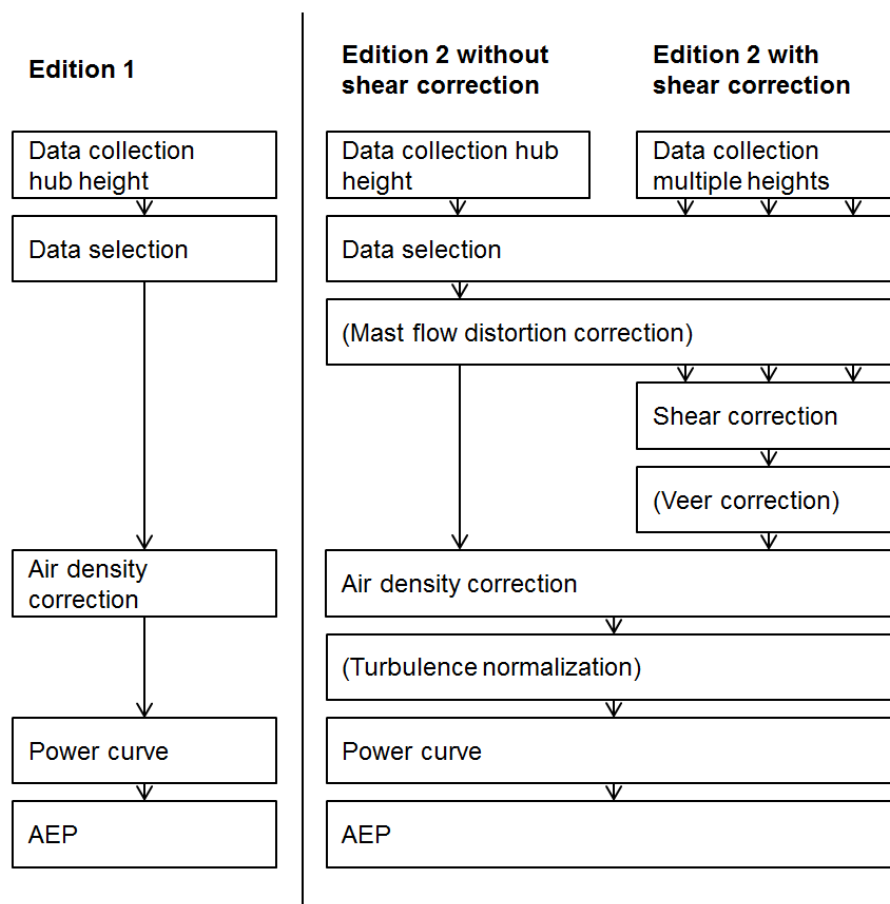 Edition 1
Data collection
hub height
Data selection
Air density
correction
Power curve
AEP
Edition 2 without
shear correction
Edition 2 with
shear correction
Data collection hub
height
Data collection
multiple heights
Data selection
(Mast flow distortion correction)
Shear correction
(Veer correction)
Air density correction
(Turbulence normalization)
Power curve
AEP